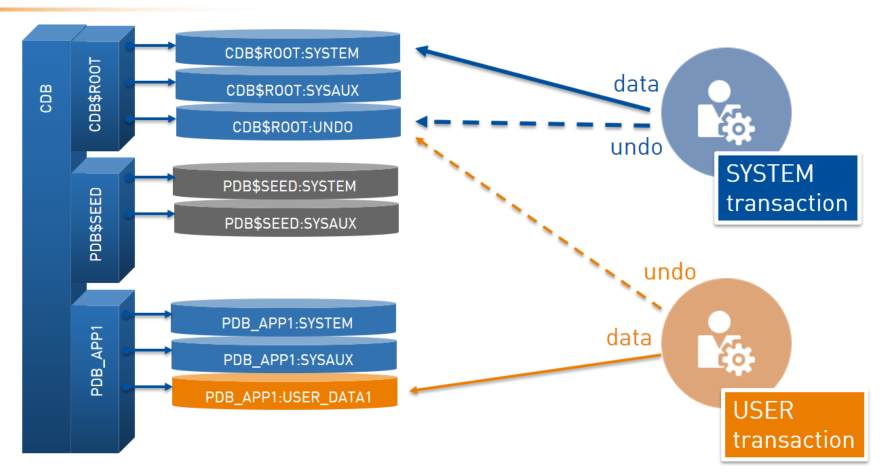 CDB
CDB$ROOT
CDB$ROOT:SYSTEM
CDB$ROOT:SYSAUX
CDB$ROOT:UNDO
data
undo
SYSTEM
transaction
PDB$SEED
PDB$SEED:SYSTEM
PDB$SEED:SYSAUX
PDB_APP1
PDB_APP1:SYSTEM
PDB_APP1:SYSAUX
PDB_APP1:USER_DATA1
undo
data
USER
transaction